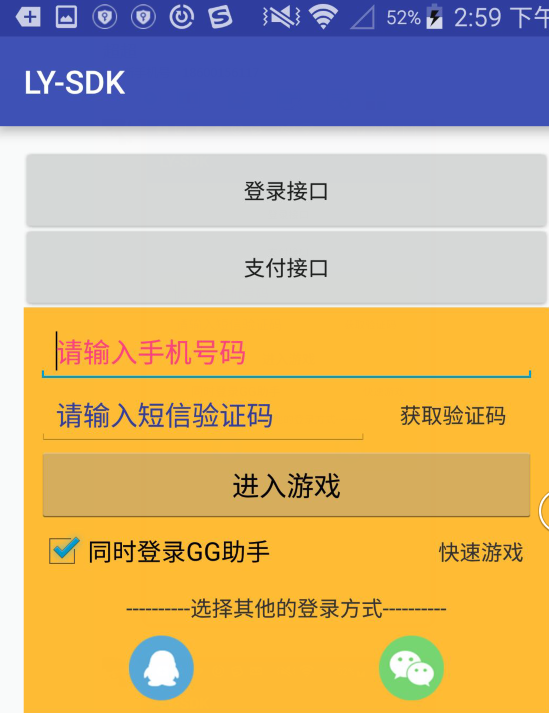 52% 2:59 下午
LY-SDK
登录接口
支付接口
请输入手机号码
请输入短信验证码 获取验证码
进入游戏
同时登录GG助手 快速游戏
----------选择其他的登录方式----------